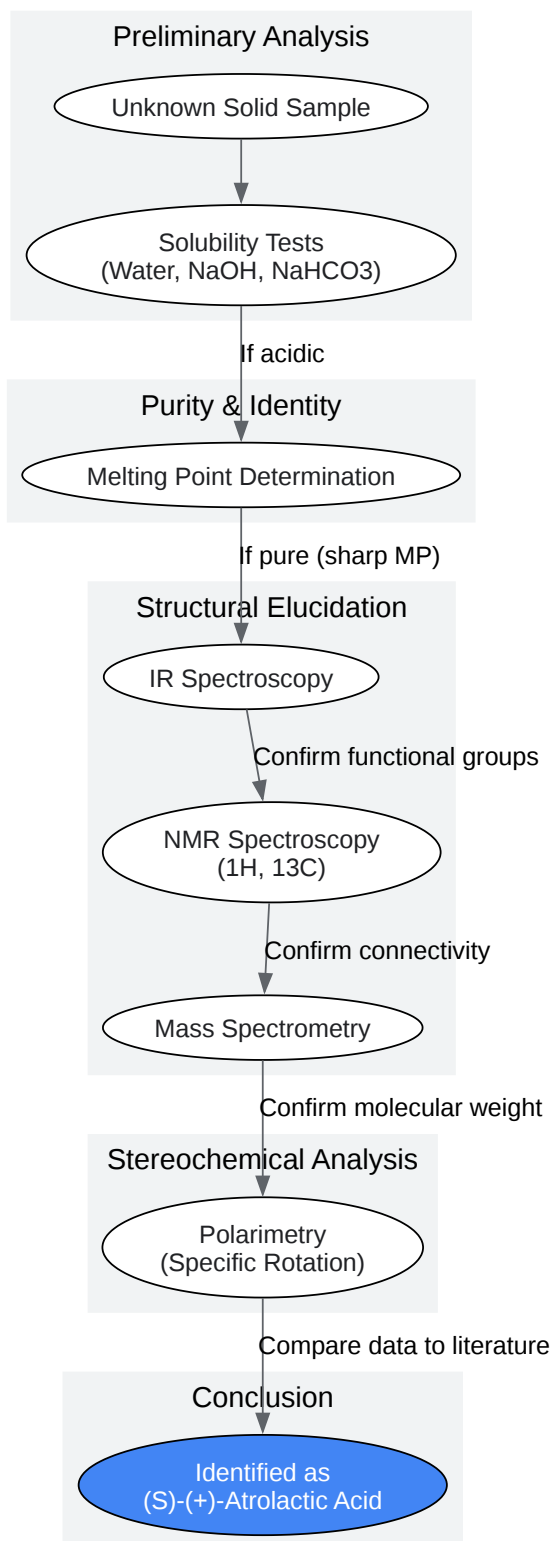 Preliminary Analysis
Unknown Solid Sample
Solubility Tests
(Water, NaOH, NaHCO3)
If acidic
Purity & Identity
Melting Point Determination
If pure (sharp MP)
Structural Elucidation
IR Spectroscopy
Confirm functional groups
NMR Spectroscopy
(1H, 13C)
Confirm connectivity
Mass Spectrometry
Confirm molecular weight
Stereochemical Analysis
Polarimetry
(Specific Rotation)
Compare data to literature
Conclusion
Identified as
(S)-(+)-Atrolactic Acid